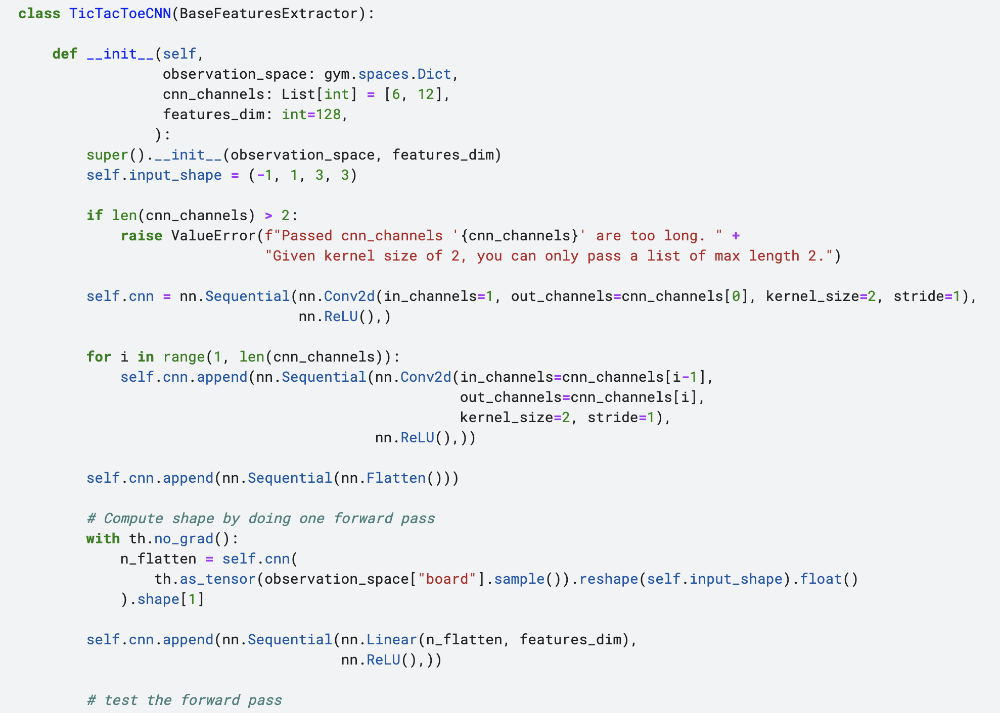 class TicTacToeCNN(BaseFeaturesExtractor):

    def __init__(self,
                 observation_space: gym.spaces.Dict,
                 cnn_channels: List[int] = [6, 12],
                 features_dim: int=128,
                ):
        super().__init__(observation_space, features_dim)
        self.input_shape = (-1, 1, 3, 3)

        if len(cnn_channels) > 2:
            raise ValueError(f"Passed cnn_channels '{cnn_channels}' are too long. " +
                             "Given kernel size of 2, you can only pass a list of max length 2.")

        self.cnn = nn.Sequential(nn.Conv2d(in_channels=1, out_channels=cnn_channels[0], kernel_size=2, stride=1),
                                 nn.ReLU(),)

        for i in range(1, len(cnn_channels)):
            self.cnn.append(nn.Sequential(nn.Conv2d(in_channels=cnn_channels[i-1],
                                                    out_channels=cnn_channels[i],
                                                    kernel_size=2, stride=1),
                                          nn.ReLU(),))

        self.cnn.append(nn.Sequential(nn.Flatten()))

        # Compute shape by doing one forward pass
        with th.no_grad():
            n_flatten = self.cnn(
                th.as_tensor(observation_space["board"].sample()).reshape(self.input_shape).float()
            ).shape[1]

        self.cnn.append(nn.Sequential(nn.Linear(n_flatten, features_dim),
                                      nn.ReLU(),))

        # test the forward pass